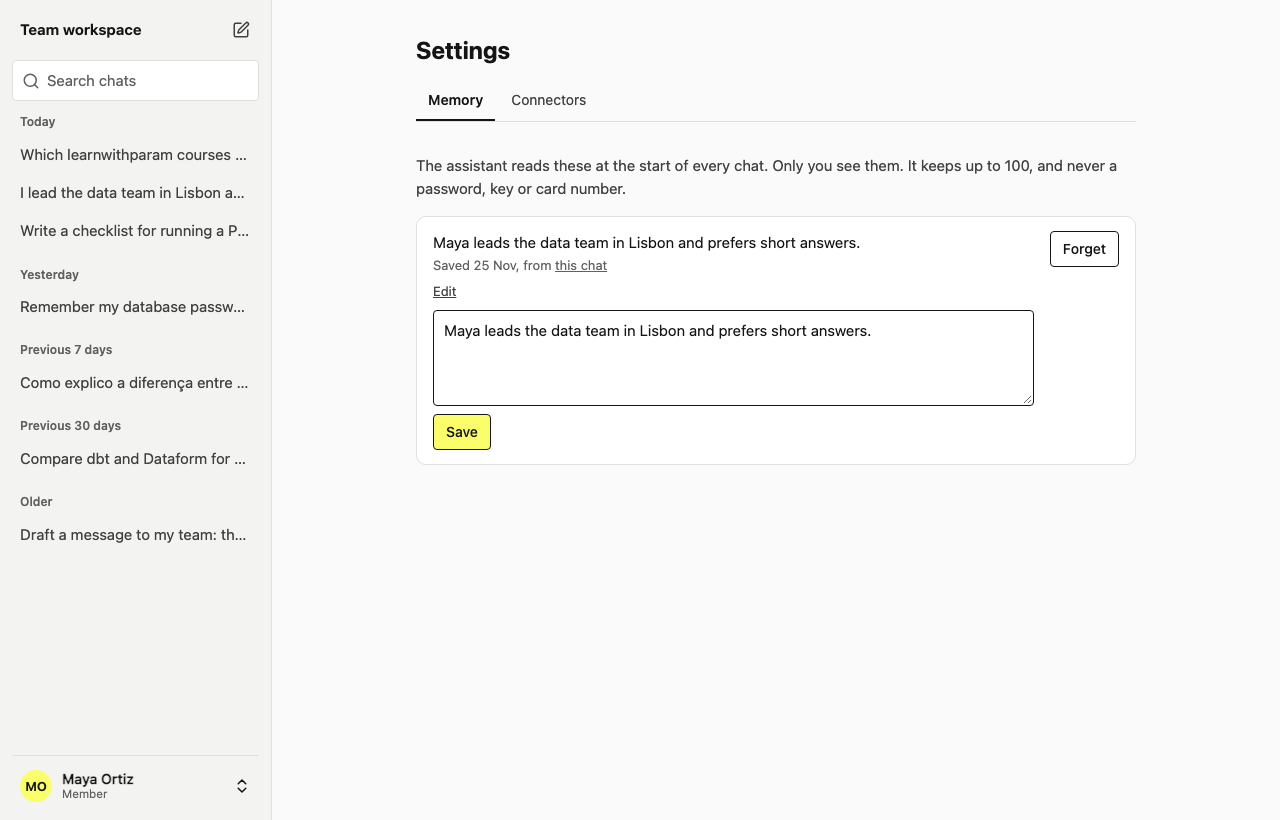 Team workspace
Search chats
Today
Which learnwithparam courses ...
I lead the data team in Lisbon a...
Write a checklist for running a P...
Yesterday
Remember my database passw...
Previous 7 days
Como explico a diferença entre ...
Previous 30 days
Compare dbt and Dataform for ...
Older
Draft a message to my team: th...
MO
Maya Ortiz
Member
Settings
Memory
Connectors
The assistant reads these at the start of every chat. Only you see them. It keeps up to 100, and never a
password, key or card number.
Maya leads the data team in Lisbon and prefers short answers.
Forget
Saved 25 Nov, from this chat
Edit
Maya leads the data team in Lisbon and prefers short answers.
Save